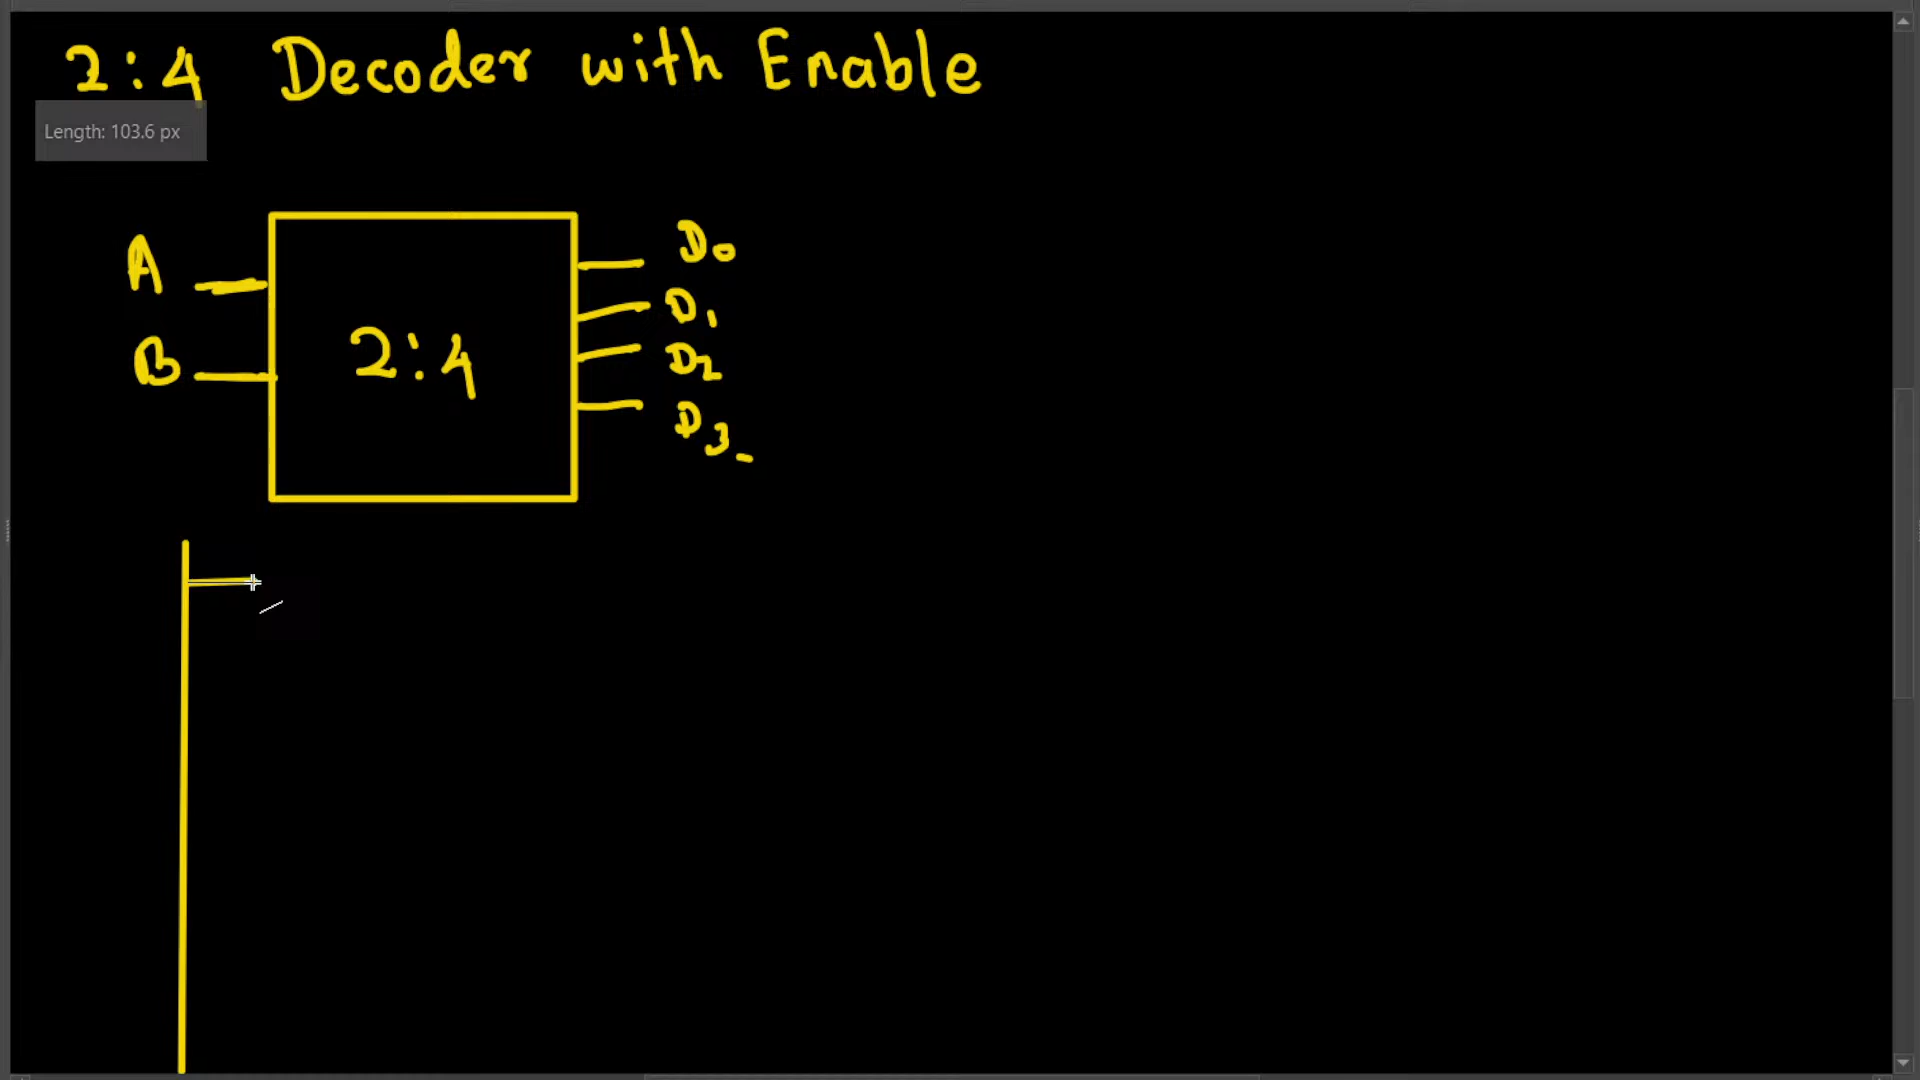 2:4 Decoder with Enable
Length: 103.6 px
A
B
2:4
D0
D1
D2
D3